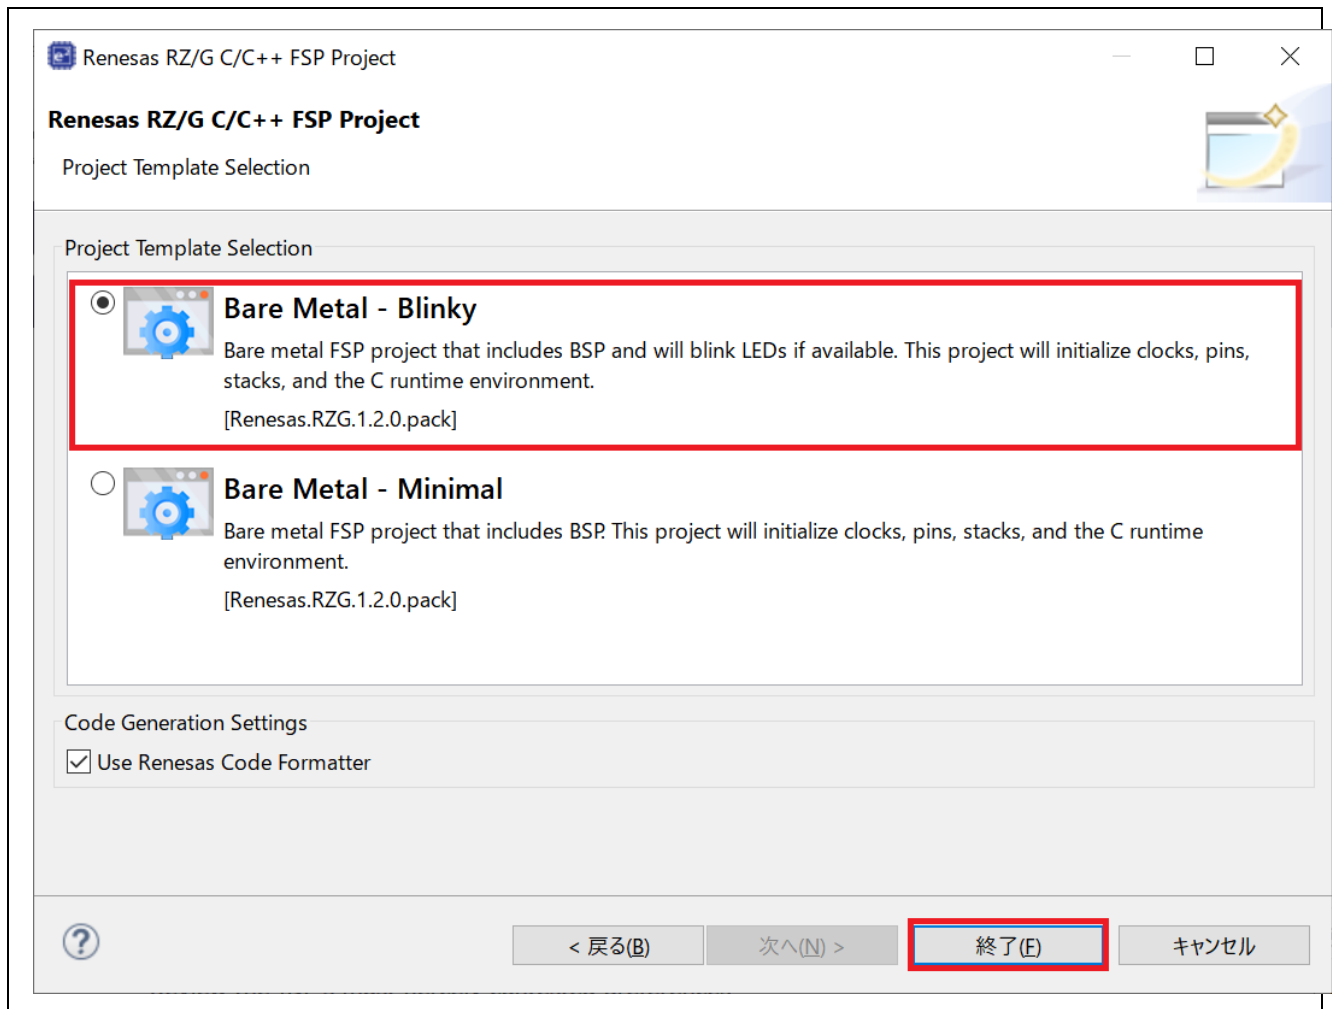 Renesas RZ/G C/C++ FSP Project
Renesas RZ/G C/C++ FSP Project
Project Template Selection
Project Template Selection
Bare Metal - Blinky
Bare metal FSP project that includes BSP and will blink LEDs if available. This project will initialize clocks, pins,
stacks, and the C runtime environment.
[Renesas.RZG.1.2.0.pack]
Bare Metal - Minimal
Bare metal FSP project that includes BSP. This project will initialize clocks, pins, stacks, and the C runtime
environment.
[Renesas.RZG.1.2.0.pack]
Code Generation Settings
Use Renesas Code Formatter
< 戻る(B) 次へ(N) > 終了(F) キャンセル